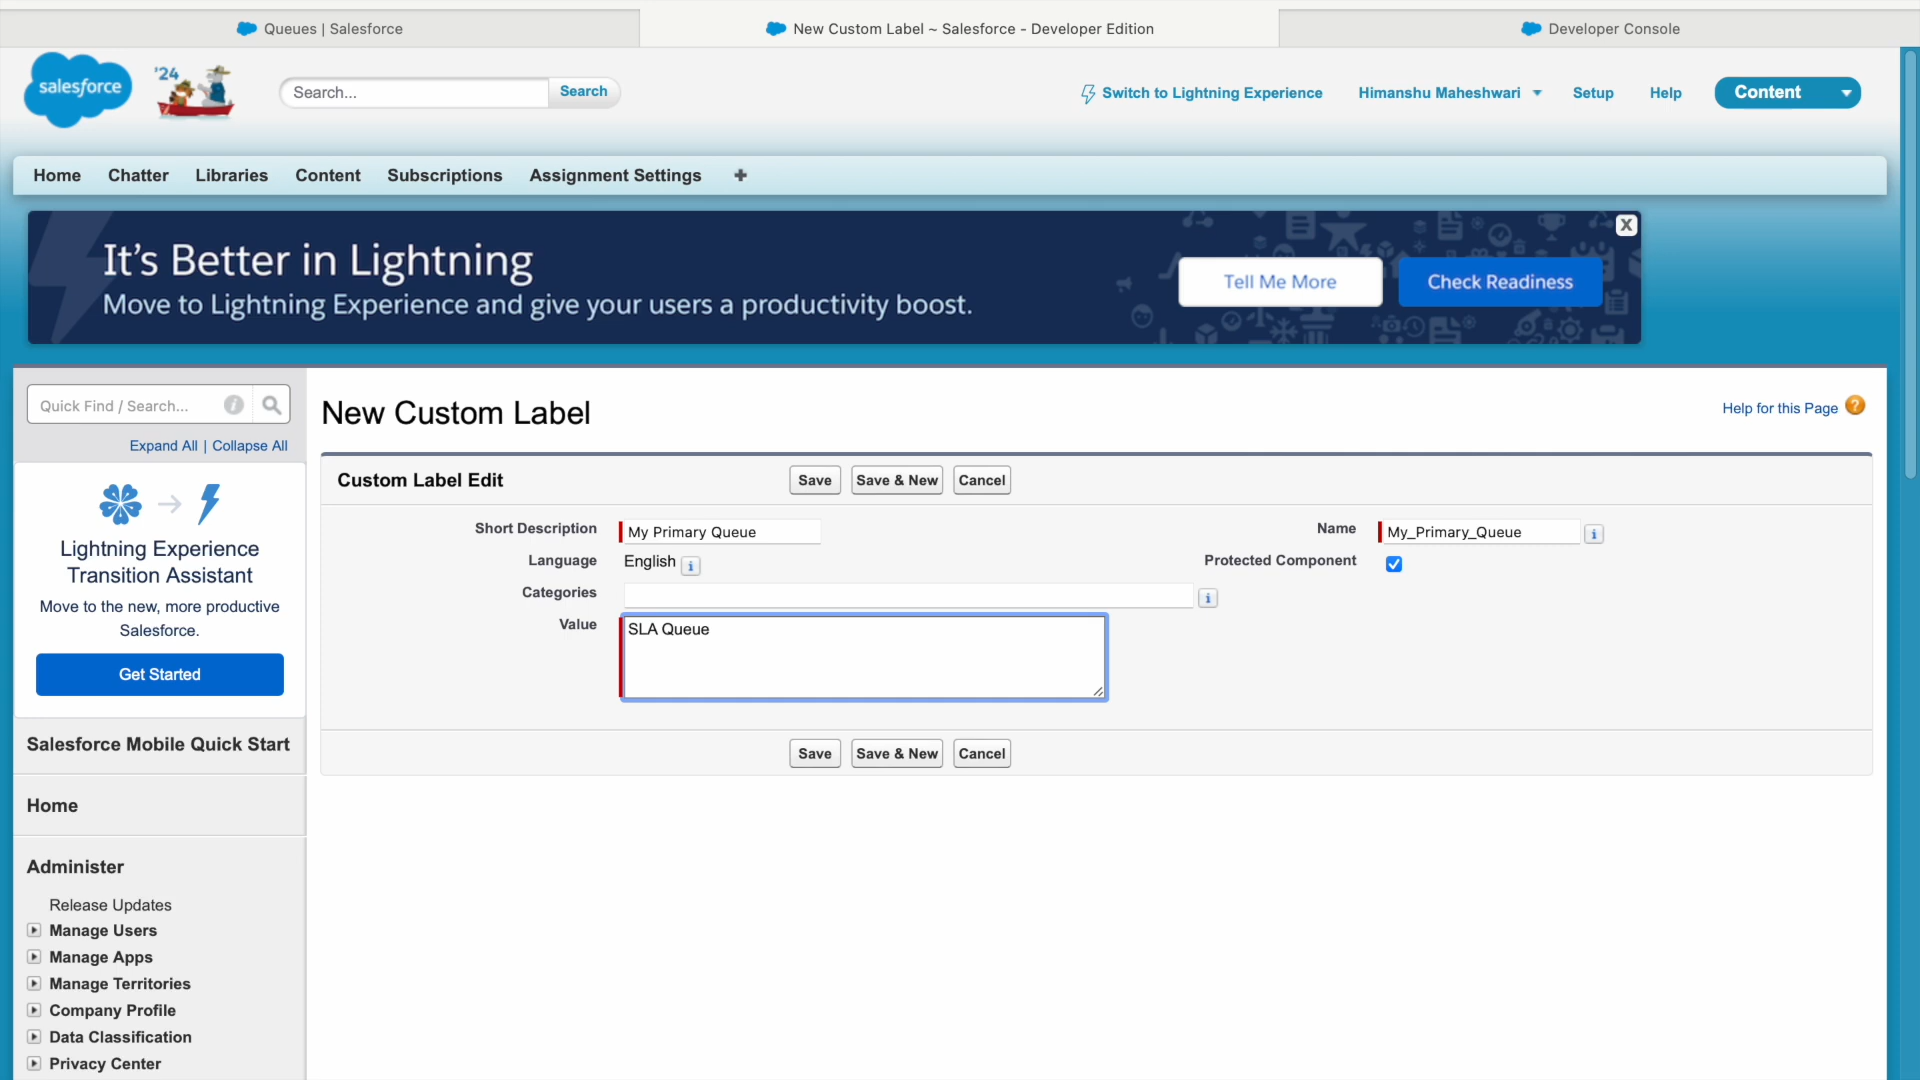 Queues | Salesforce
New Custom Label ~ Salesforce - Developer Edition
Developer Console
salesforce
'24
Search...
Search
Switch to Lightning Experience
Himanshu Maheshwari
Setup
Help
Content
Home
Chatter
Libraries
Content
Subscriptions
Assignment Settings
It's Better in Lightning
Move to Lightning Experience and give your users a productivity boost.
Tell Me More
Check Readiness
X
Quick Find / Search...
Expand All | Collapse All
Lightning Experience
Transition Assistant
Move to the new, more productive
Salesforce.
Get Started
Salesforce Mobile Quick Start
Home
Administer
Release Updates
Manage Users
Manage Apps
Manage Territories
Company Profile
Data Classification
Privacy Center
New Custom Label
Help for this Page
Custom Label Edit
Save
Save & New
Cancel
Short Description
My Primary Queue
Name
My_Primary_Queue
Language
English
Protected Component
Categories
Value
SLA Queue
Save
Save & New
Cancel